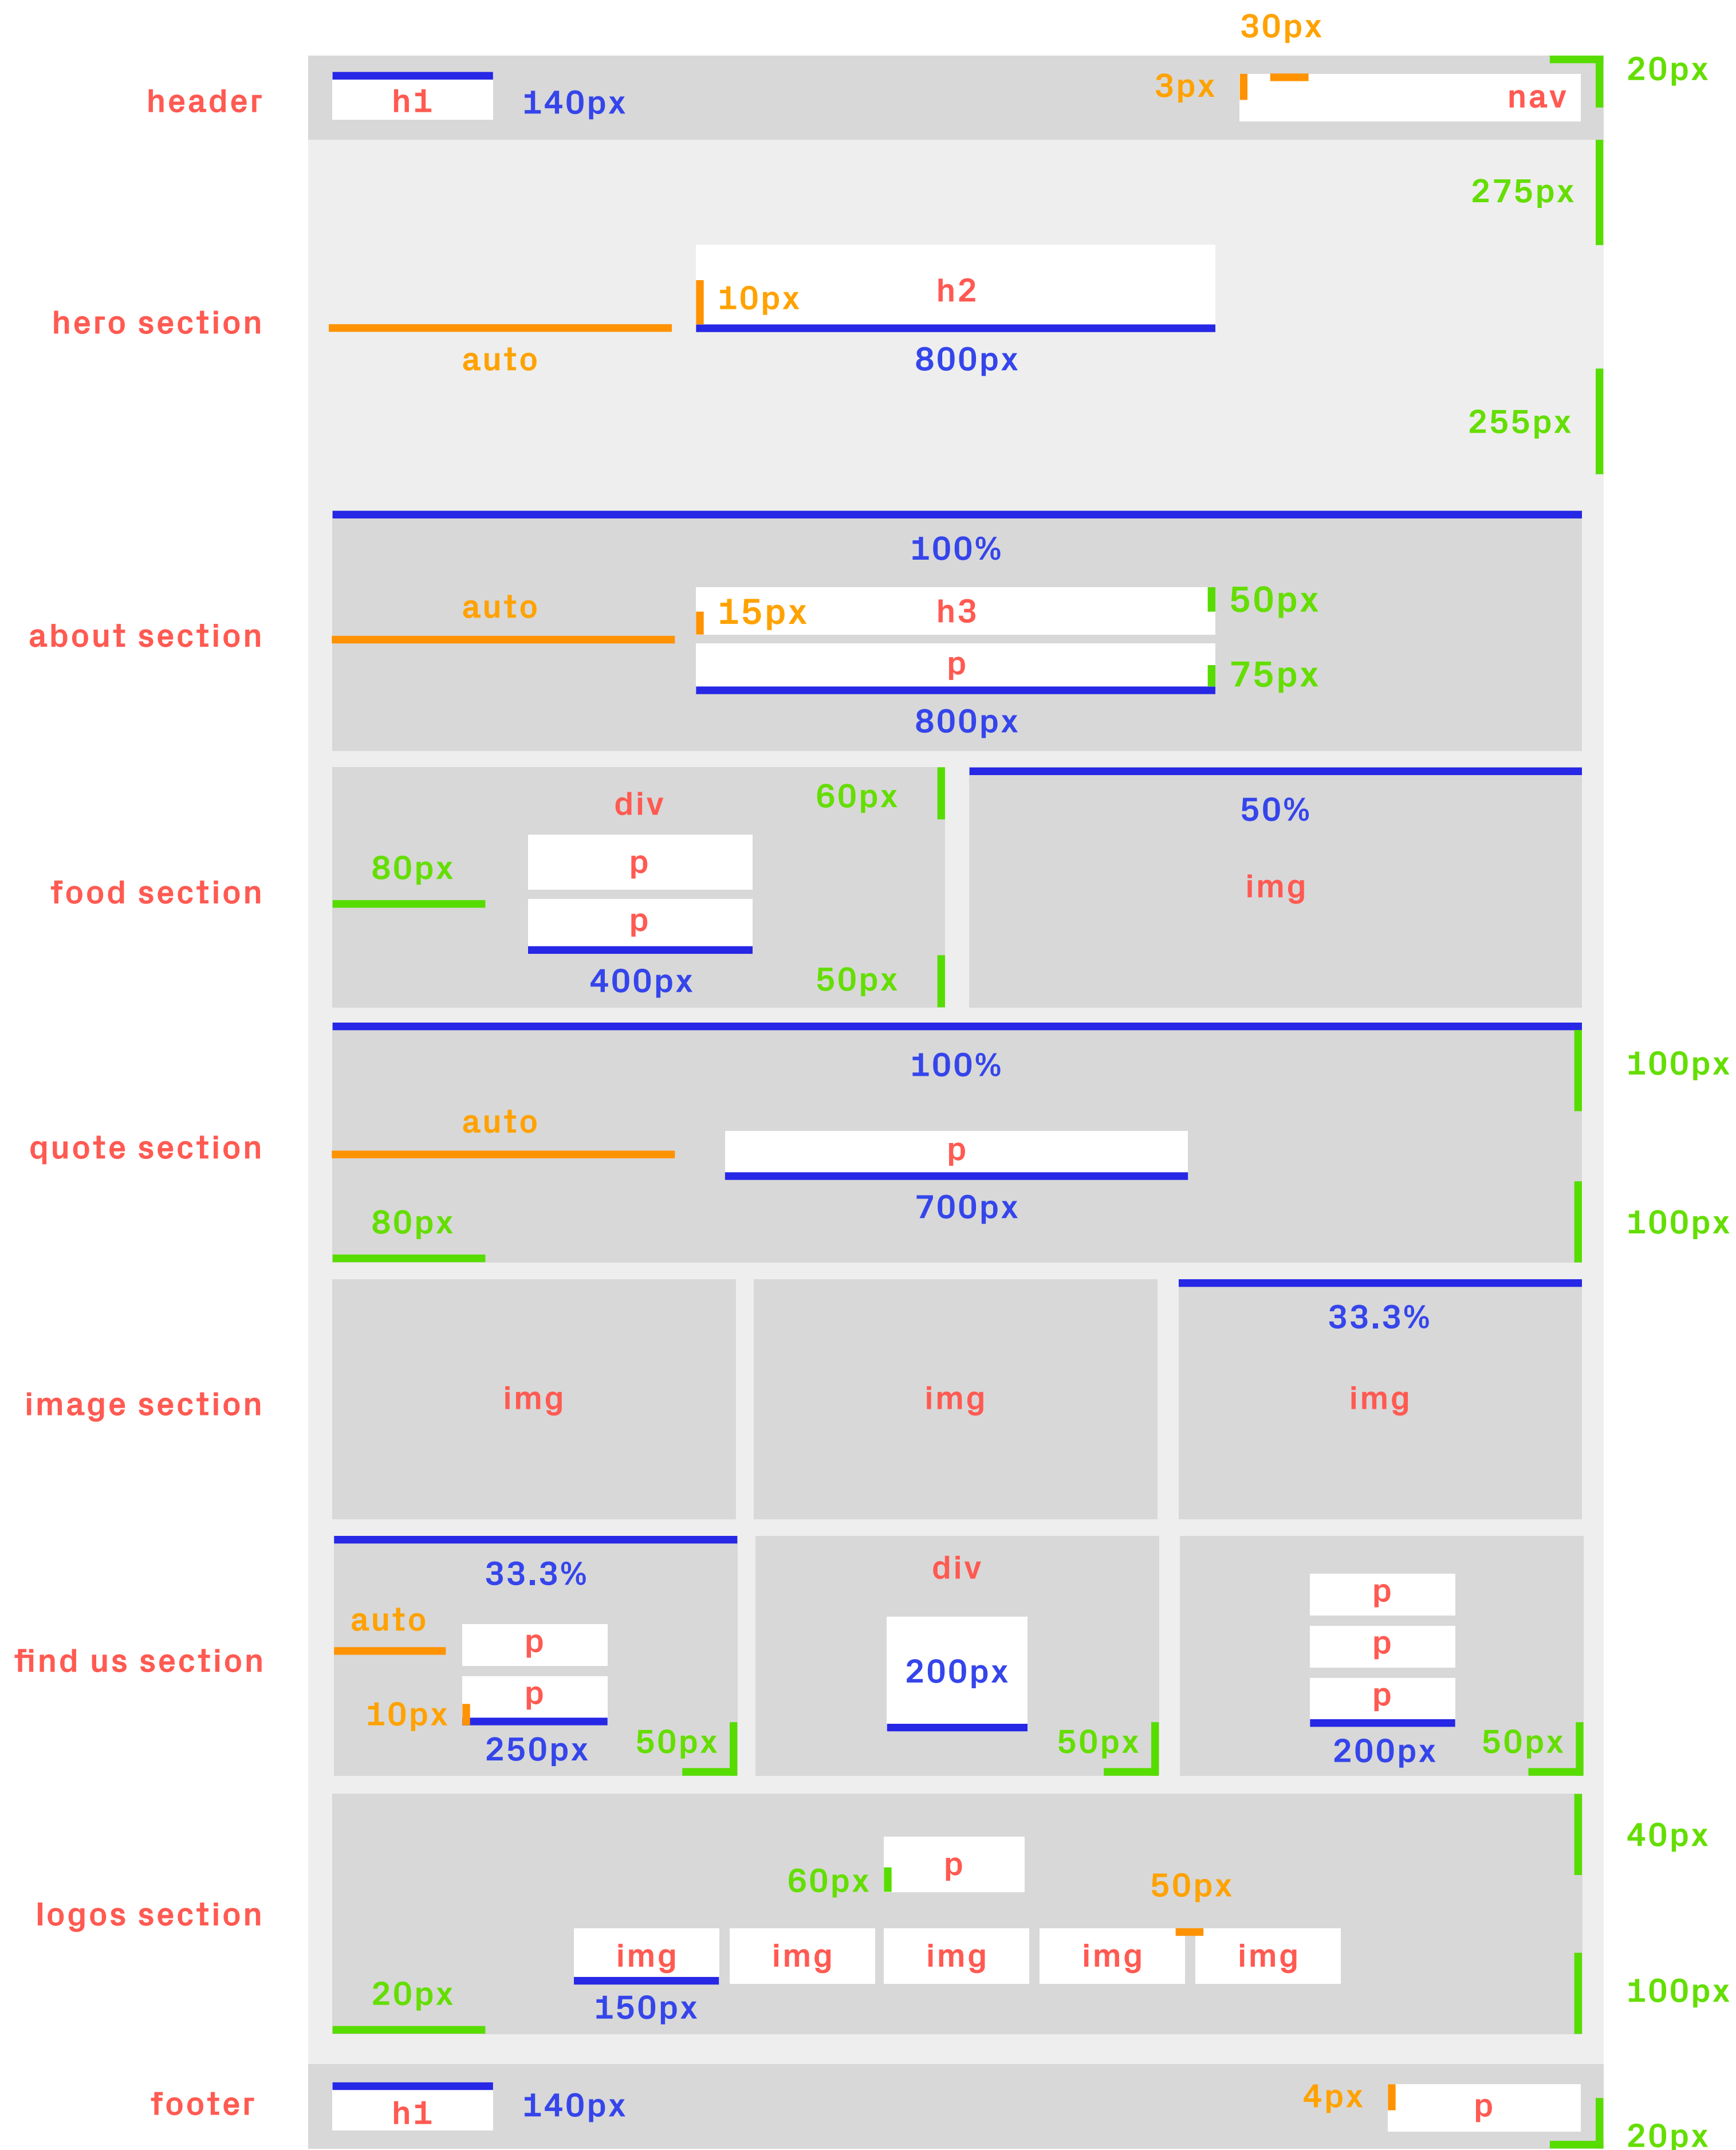 30px
header
h1
140px
3px
nav
20px
275px
hero section
10px
h2
auto
800px
255px
100%
about section
auto
15px
h3
50px
p
75px
800px
food section
div
60px
50%
80px
p
img
p
400px
50px
100%
100px
quote section
auto
p
700px
80px
100px
33.3%
image section
img
img
img
33.3%
div
find us section
auto
p
p
200px
p
10px
p
p
250px
50px
50px
200px
50px
40px
logos section
60px
p
50px
img
img
img
img
img
20px
150px
100px
footer
h1
140px
4px
p
20px